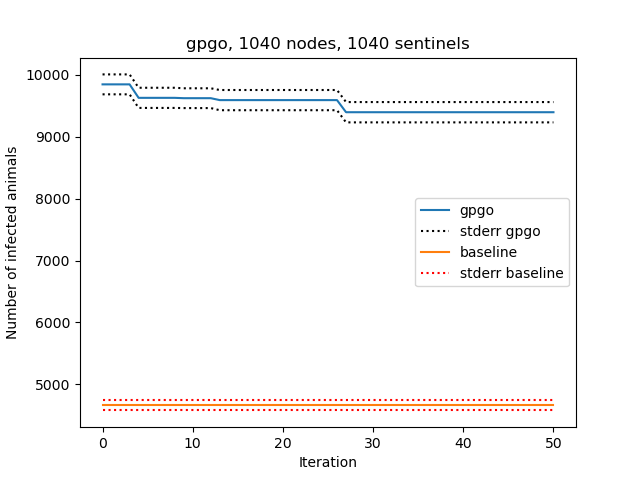 gpgo, 1040 nodes, 1040 sentinels
Number of infected animals
10000
9000
8000
7000
6000
5000
gpgo
stderr gpgo
baseline
stderr baseline
0 10 20 30 40 50
Iteration